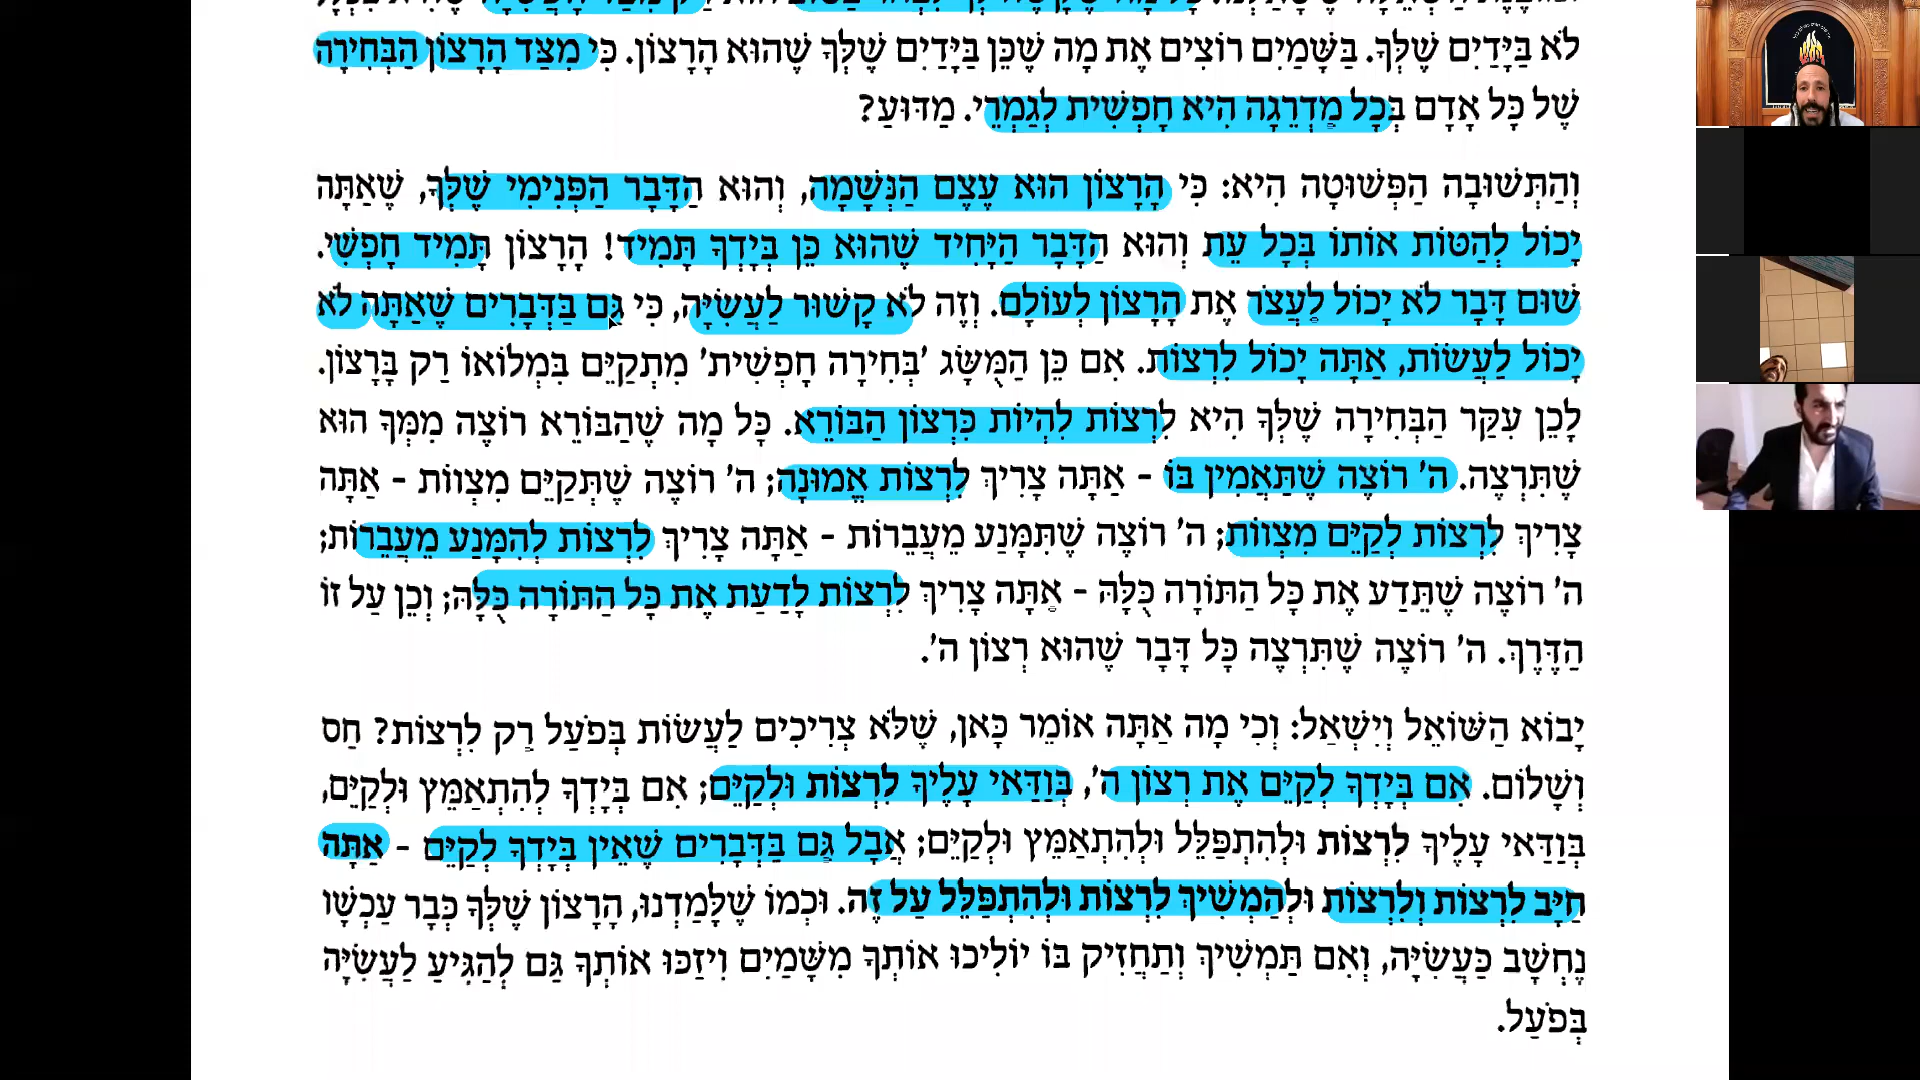 לֹא בַּיָּדַיִם שֶׁלְּךָ. בַּשָּׁמַיִם רוֹצִים אֶת מָה שֶׁכֵּן בַּיָּדַיִם שֶׁלְּךָ שֶׁהוּא הָרָצוֹן. כִּי מִצַּד הָרָצוֹן הַבְּחִירָה
שֶׁל כָּל אָדָם בְּכָל מַדְרֵגָה הִיא חָפְשִׁית לְגַמְרֵי. מַדּוּעַ?
וְהַתְּשׁוּבָה הַפְּשׁוּטָה הִיא: כִּי הָרָצוֹן הוּא עֶצֶם הַנְּשָׁמָה, וְהוּא הַדָּבָר הַפְּנִימִי שֶׁלְּךָ, שֶׁאַתָּה
יָכוֹל לְהַטּוֹת אוֹתוֹ בְּכָל עֵת וְהוּא הַדָּבָר הַיָּחִיד שֶׁהוּא כֵּן בְּיָדְךָ תָּמִיד! הָרָצוֹן תָּמִיד חָפְשִׁי.
שׁוּם דָּבָר לֹא יָכוֹל לַעֲצֹר אֶת הָרָצוֹן לְעוֹלָם. וְזֶה לֹא קָשׁוּר לַעֲשִׂיָּה, כִּי גַּם בַּדְּבָרִים שֶׁאַתָּה לֹא
יָכוֹל לַעֲשׂוֹת, אַתָּה יָכוֹל לִרְצוֹת. אִם כֵּן הַמֻּשָּׂג 'בְּחִירָה חָפְשִׁית' מִתְקַיֵּם בִּמְלוֹאוֹ רַק בָּרָצוֹן.
לָכֵן עִקַּר הַבְּחִירָה שֶׁלְּךָ הִיא לִרְצוֹת לִהְיוֹת כִּרְצוֹן הַבּוֹרֵא. כָּל מָה שֶׁהַבּוֹרֵא רוֹצֶה מִמְּךָ הוּא
שֶׁתִּרְצֶה. ה' רוֹצֶה שֶׁתַּאֲמִין בּוֹ - אַתָּה צָרִיךְ לִרְצוֹת אֱמוּנָה; ה' רוֹצֶה שֶׁתְּקַיֵּם מִצְווֹת - אַתָּה
צָרִיךְ לִרְצוֹת לְקַיֵּם מִצְווֹת; ה' רוֹצֶה שֶׁתִּמָּנַע מֵעֲבֵרוֹת - אַתָּה צָרִיךְ לִרְצוֹת לְהִמָּנַע מֵעֲבֵרוֹת;
ה' רוֹצֶה שֶׁתֵּדַע אֶת כָּל הַתּוֹרָה כֻּלָּהּ - אַתָּה צָרִיךְ לִרְצוֹת לָדַעַת אֶת כָּל הַתּוֹרָה כֻּלָּהּ; וְכֵן עַל זוֹ
הַדֶּרֶךְ. ה' רוֹצֶה שֶׁתִּרְצֶה כָּל דָּבָר שֶׁהוּא רְצוֹן ה'.
יָבוֹא הַשּׁוֹאֵל וְיִשְׁאַל: וְכִי מָה אַתָּה אוֹמֵר כָּאן, שֶׁלֹּא צְרִיכִים לַעֲשׂוֹת בְּפֹעַל רַק לִרְצוֹת? חַס
וְשָׁלוֹם. אִם בְּיָדְךָ לְקַיֵּם אֶת רְצוֹן ה', בְּוַדַּאי עָלֶיךָ לִרְצוֹת וּלְקַיֵּם; אִם בְּיָדְךָ לְהִתְאַמֵּץ וּלְקַיֵּם,
בְּוַדַּאי עָלֶיךָ לִרְצוֹת וּלְהִתְפַּלֵּל וּלְהִתְאַמֵּץ וּלְקַיֵּם; אֲבָל גַּם בַּדְּבָרִים שֶׁאֵין בְּיָדְךָ לְקַיֵּם - אַתָּה
חַיָּב לִרְצוֹת וְלִרְצוֹת וּלְהַמְשִׁיךְ לִרְצוֹת וּלְהִתְפַּלֵּל עַל זֶה. וּכְמוֹ שֶׁלָּמַדְנוּ, הָרָצוֹן שֶׁלְּךָ כְּבָר עַכְשָׁו
נֶחְשָׁב כַּעֲשִׂיָּה, וְאִם תַּמְשִׁיךְ וְתַחֲזִיק בּוֹ יוֹלִיכוּ אוֹתְךָ מִשָּׁמַיִם וִיזַכּוּ אוֹתְךָ גַּם לְהַגִּיעַ לַעֲשִׂיָּה
בְּפֹעַל.